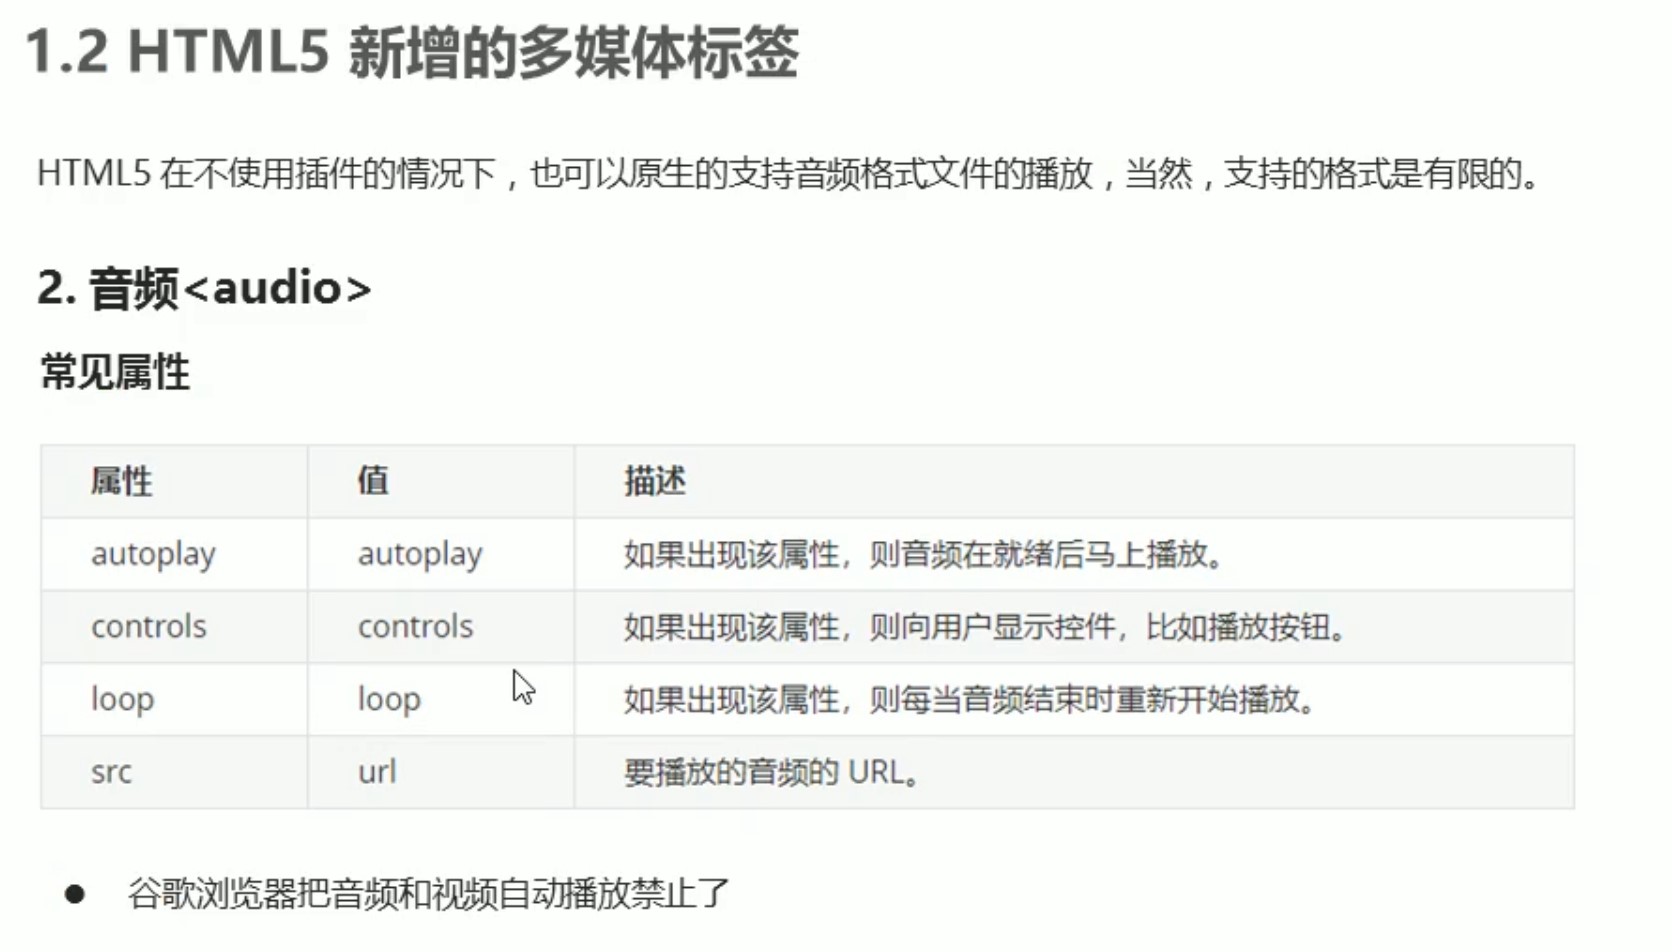 1.2 HTML5 新增的多媒体标签
HTML5 在不使用插件的情况下，也可以原生的支持音频格式文件的播放，当然，支持的格式是有限的。
2. 音频<audio>
常见属性
属性 值 描述
autoplay autoplay 如果出现该属性，则音频在就绪后马上播放。
controls controls 如果出现该属性，则向用户显示控件，比如播放按钮。
loop loop 如果出现该属性，则每当音频结束时重新开始播放。
src url 要播放的音频的 URL。
● 谷歌浏览器把音频和视频自动播放禁止了